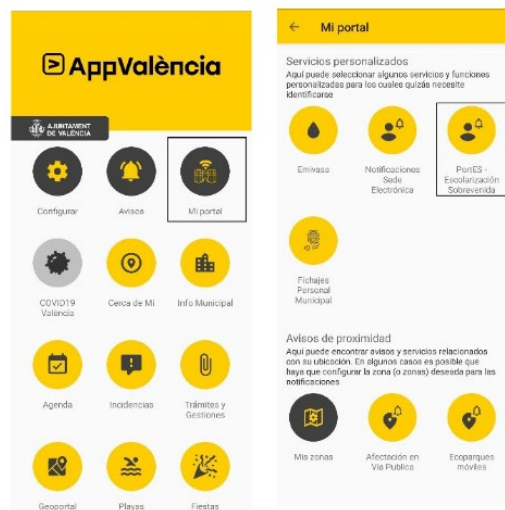 AppValència
AJUNTAMENT
DE VALÈNCIA
Configurar
Avisos
Mi portal
COVID19
València
Cerca de Mi
Info Municipal
Agenda
Incidencias
Trámites y
Gestiones
Geoportal
Playas
Fiestas
Mi portal
Servicios personalizados
Aquí puede seleccionar algunos servicios y funciones
personalizadas para los cuales quizás necesite
identificarse
Emivasa
Notificaciones
Sede
Electrónica
PortES -
Escolarización
Sobrevenida
Fichajes
Personal
Municipal
Avisos de proximidad
Aquí puede encontrar avisos y servicios relacionados
con su ubicación. En algunos casos es posible que
haya que configurar la zona (o zonas) deseada para las
notificaciones
Mis zonas
Afectación en
Vía Publica
Ecoparques
móviles